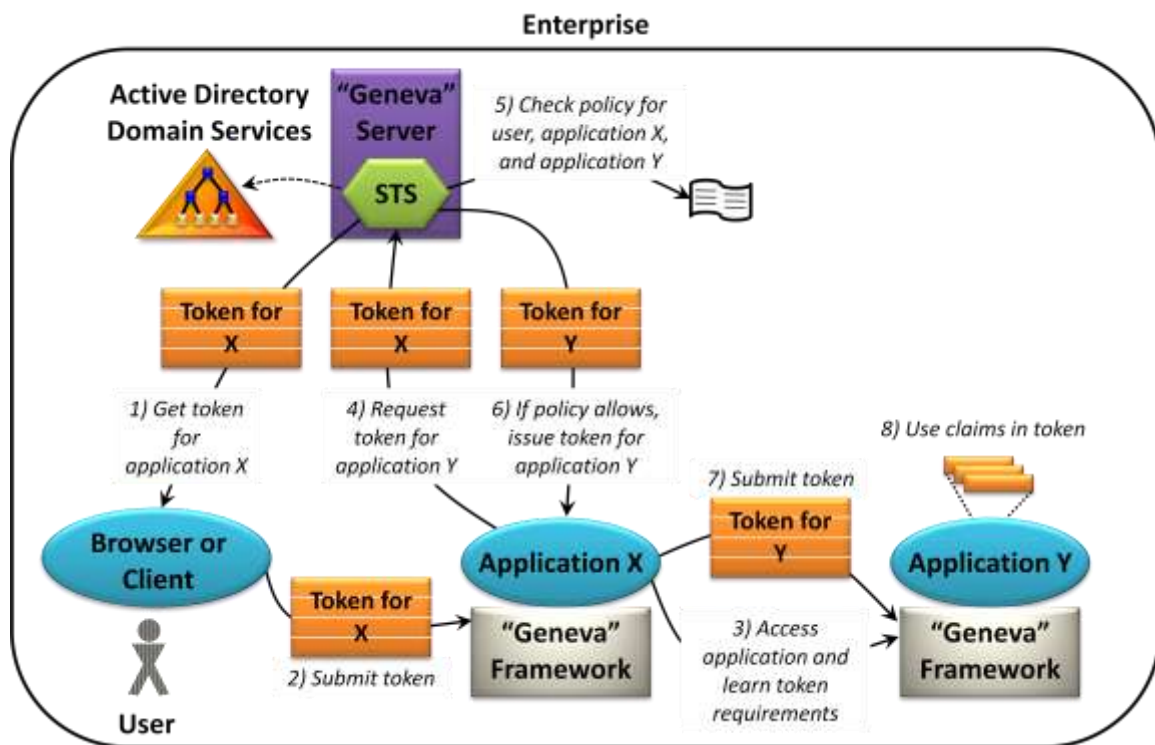 Enterprise
Active Directory
Domain Services
“Geneva”
Server
STS
5) Check policy for
user, application X,
and application Y
Token for
X
Token for
X
Token for
Y
1) Get token
for
application X
4) Request
token for
application Y
6) If policy allows,
issue token for
application Y
8) Use claims in token
7) Submit token
Browser or
Client
Token for
X
2) Submit token
Application X
“Geneva”
Framework
Token for
Y
3) Access
application and
learn token
requirements
Application Y
“Geneva”
Framework
User